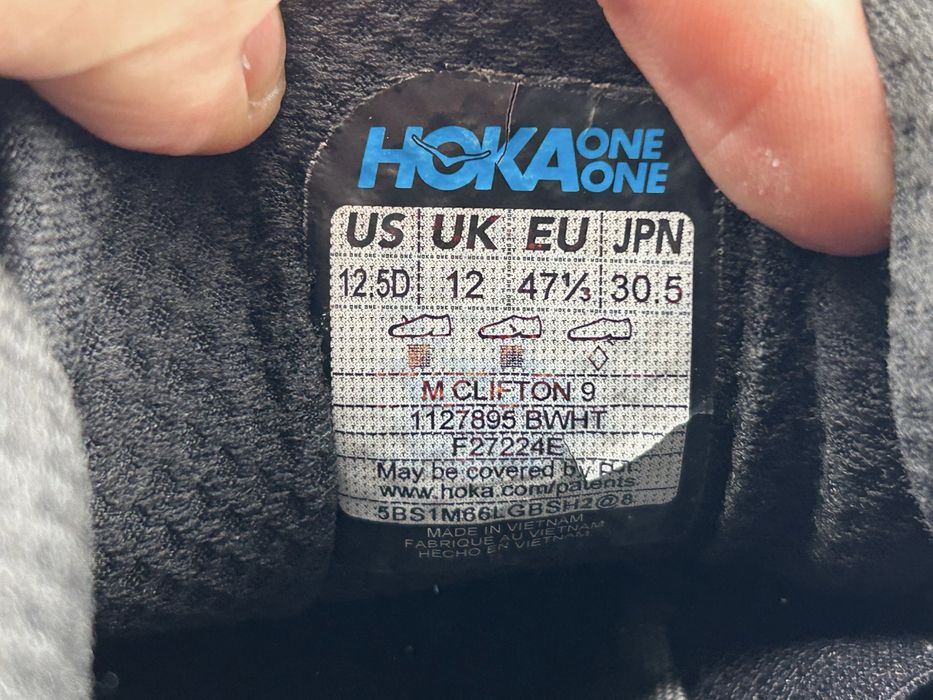 HOKA ONE ONE
US UK EU JPN
12.5D 12 47⅓ 30.5
M CLIFTON 9
1127895 BWHT
F27224E
May be covered by
www.hoka.com/patents
5BS1M66LGBSH2@8
MADE IN VIETNAM
FABRIQUE AU VIETNAM
HECHO EN VIETNAM